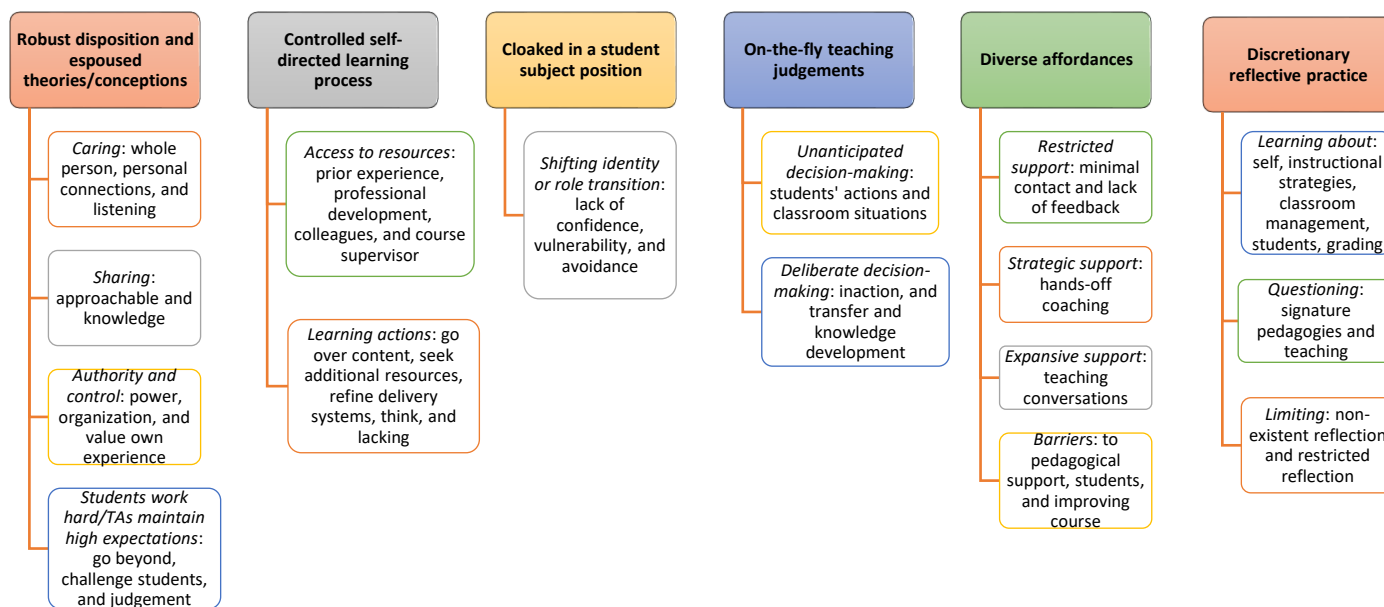 Robust disposition and
espoused
theories/conceptions
Caring: whole
person, personal
connections, and
listening
Sharing:
approachable and
knowledge
Authority and
control: power,
organization, and
value own
experience
Students work
hard/TAs maintain
high expectations:
go beyond,
challenge students,
and judgement
Controlled self-
directed learning
process
Access to resources:
prior experience,
professional
development,
colleagues, and course
supervisor
Learning actions: go
over content, seek
additional resources,
refine delivery
systems, think, and
lacking
Cloaked in a student
subject position
Shifting identity
or role transition:
lack of
confidence,
vulnerability, and
avoidance
On-the-fly teaching
judgements
Unanticipated
decision-making:
students' actions and
classroom situations
Deliberate decision-
making: inaction, and
transfer and
knowledge
development
Diverse affordances
Restricted
support: minimal
contact and lack
of feedback
Strategic support:
hands-off
coaching
Expansive support:
teaching
conversations
Barriers: to
pedagogical
support, students,
and improving
course
Discretionary
reflective practice
Learning about:
self, instructional
strategies,
classroom
management,
students, grading
Questioning:
signature
pedagogies and
teaching
Limiting: non-
existent reflection
and restricted
reflection